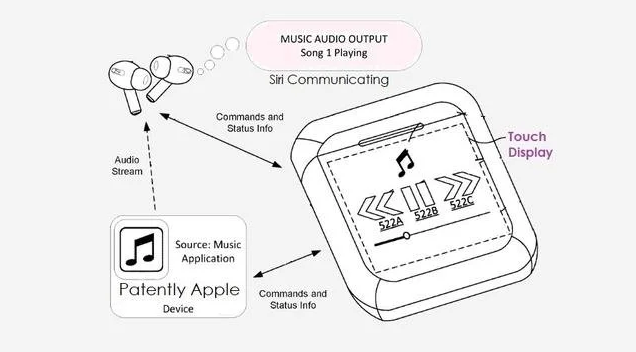 MUSIC AUDIO OUTPUT
Song 1 Playing
Siri Communicating
Commands and
Status Info
Touch
Display
Audio
Stream
522A
522B
522C
Source: Music
Application
Patently Apple
Device
Commands and
Status Info